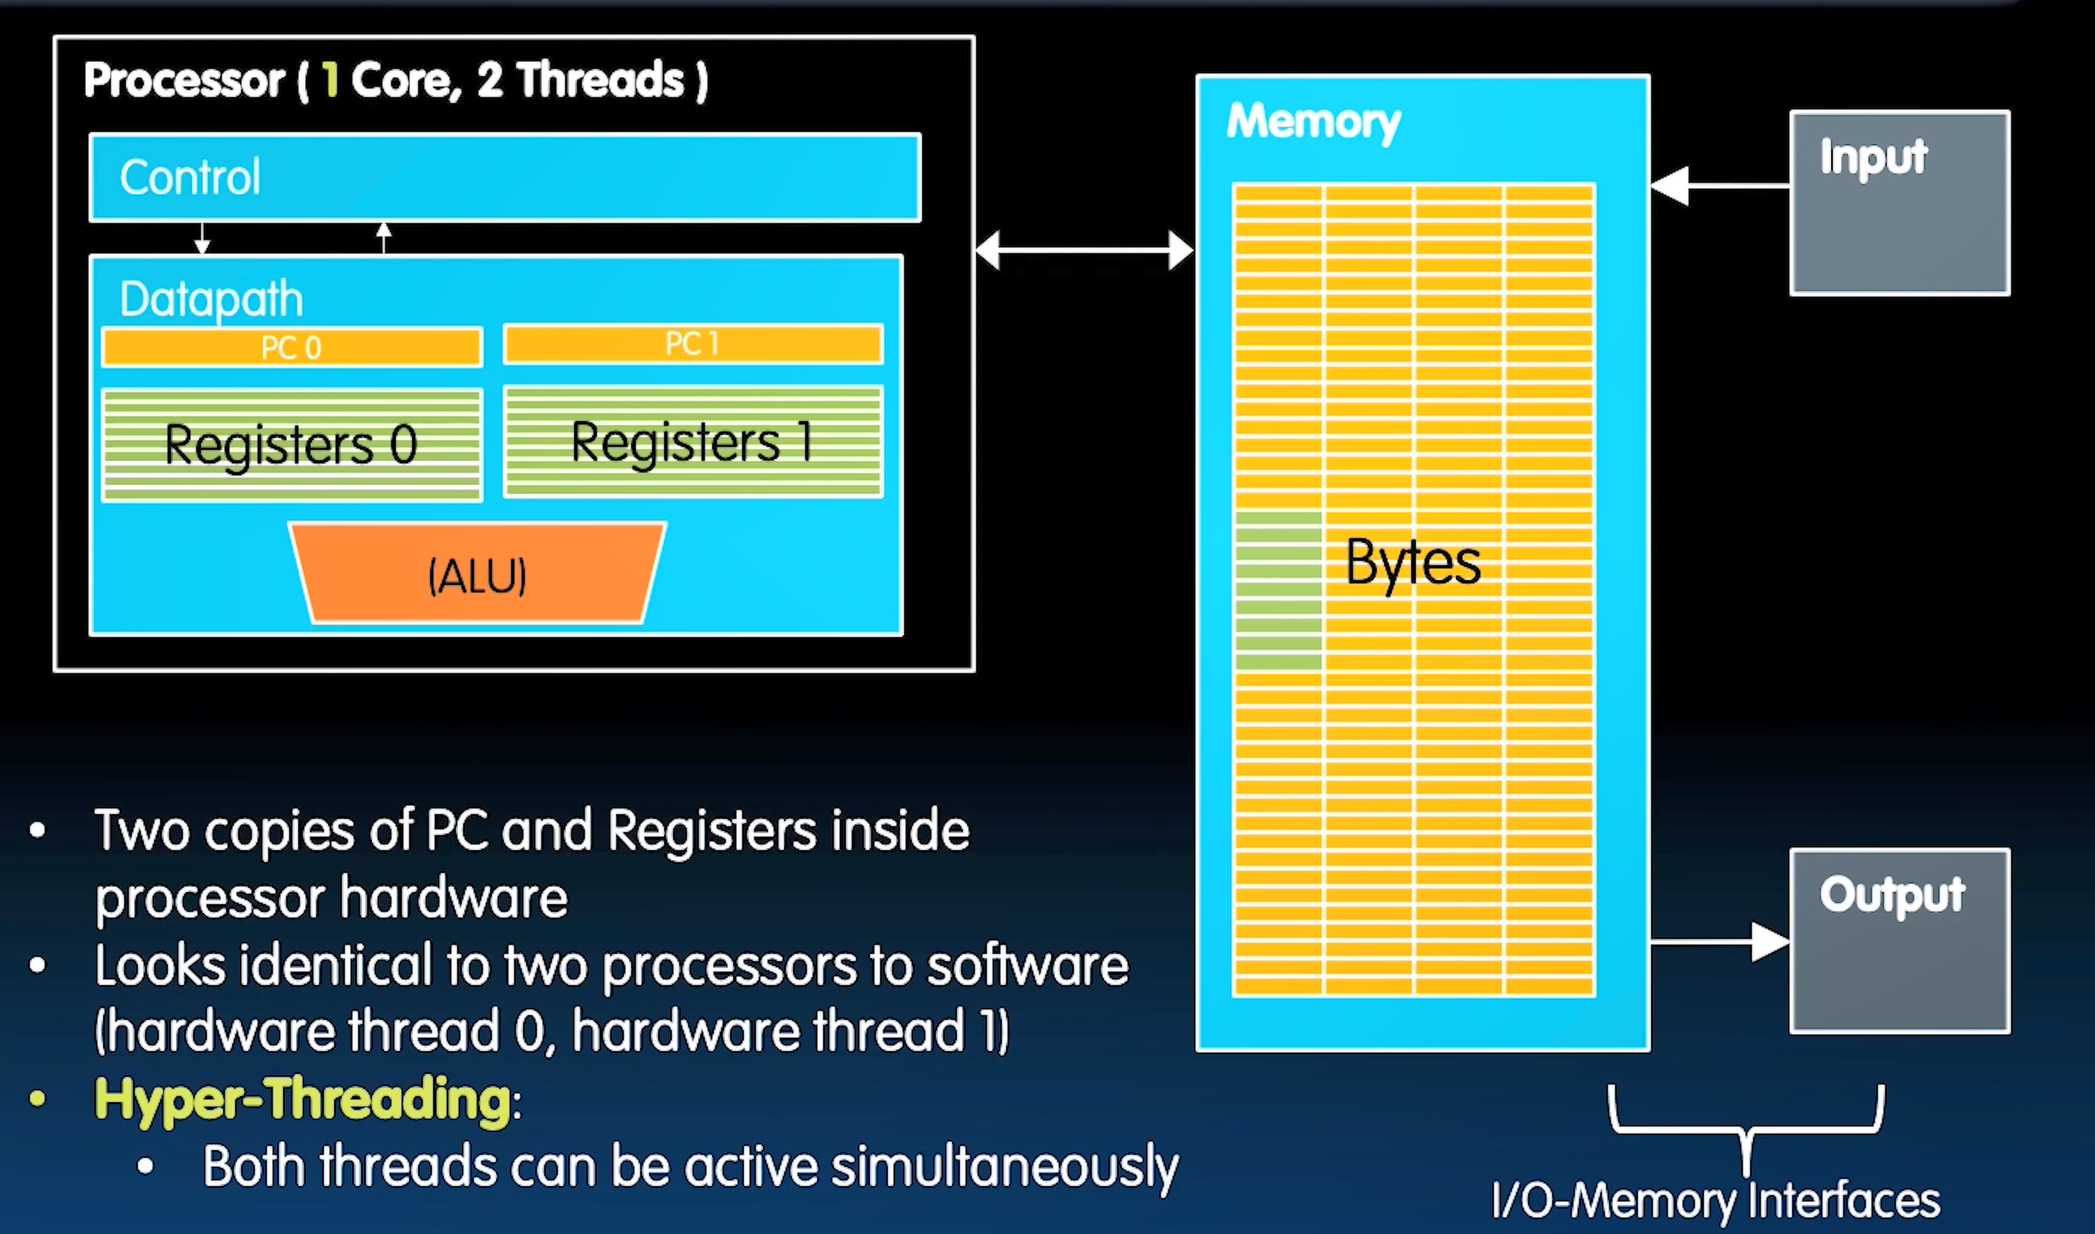 Processor ( 1 Core, 2 Threads )
Control
Datapath
PC 0
PC 1
Registers 0
Registers 1
(ALU)
Memory
Bytes
Input
Output
I/O-Memory Interfaces
• Two copies of PC and Registers inside
processor hardware
• Looks identical to two processors to software
(hardware thread 0, hardware thread 1)
• Hyper-Threading:
• Both threads can be active simultaneously